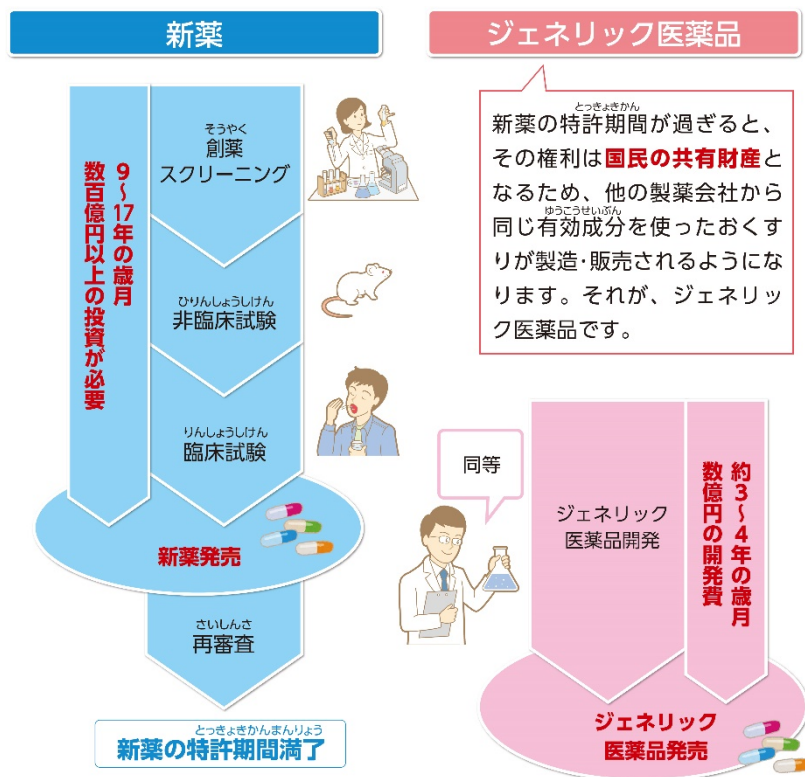 新薬
そうやく
創薬
スクリーニング
9~17年の歳月
数百億円以上の投資が必要
ひりんしょうしけん
非臨床試験
りんしょうしけん
臨床試験
新薬発売
さいしんさ
再審査
とっきょきかんまんりょう
新薬の特許期間満了
ジェネリック医薬品
とっきょきかん
新薬の特許期間が過ぎると、
その権利は国民の共有財産と
なるため、他の製薬会社から
ゆうこうせいぶん
同じ有効成分を使ったおくす
りが製造・販売されるようにな
ります。それが、ジェネリッ
ク医薬品です。
同等
ジェネリック
医薬品開発
約3~4年の歳月
数億円の開発費
ジェネリック
医薬品発売